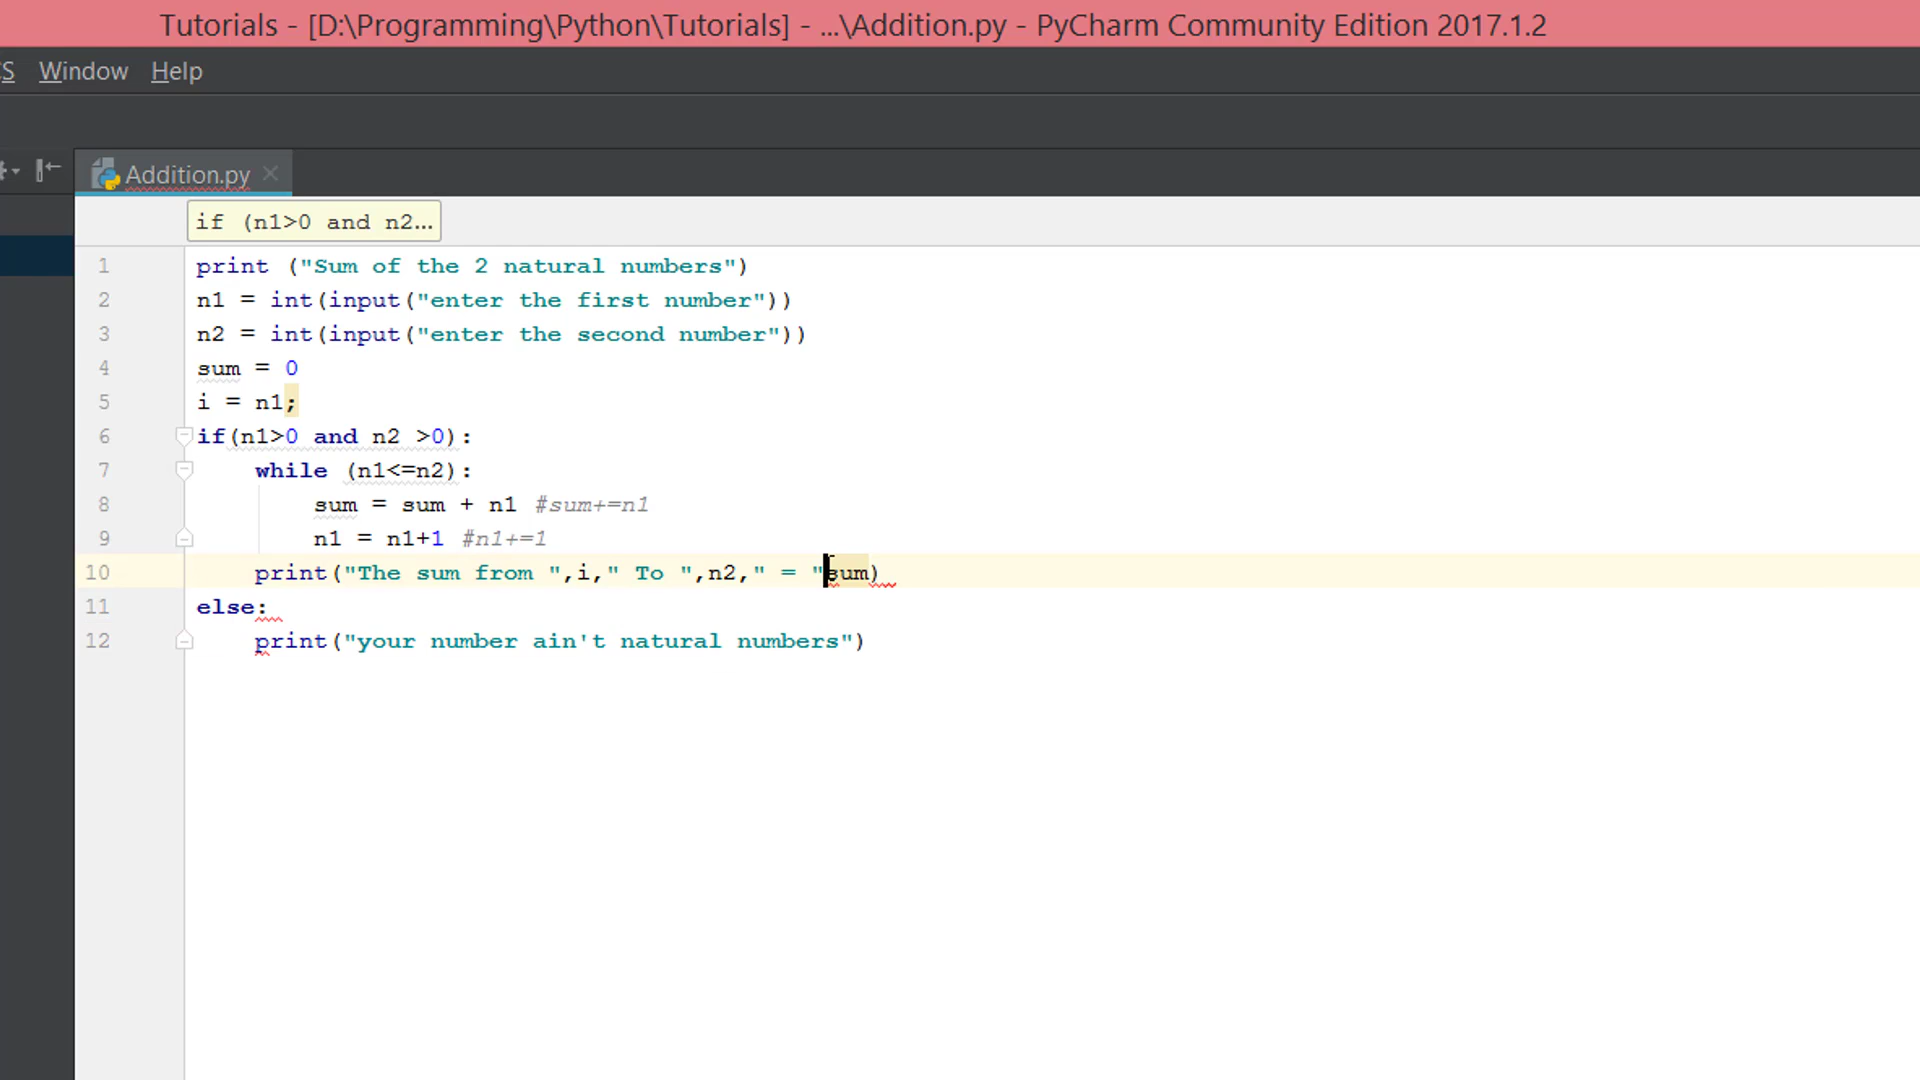 Tutorials - [D:\Programming\Python\Tutorials] - ...\Addition.py - PyCharm Community Edition 2017.1.2
S Window Help
Addition.py
if (n1>0 and n2...
1 print ("Sum of the 2 natural numbers")
2 n1 = int(input("enter the first number"))
3 n2 = int(input("enter the second number"))
4 sum = 0
5 i = n1;
6 if(n1>0 and n2 >0):
7 while (n1<=n2):
8 sum = sum + n1 #sum+=n1
9 n1 = n1+1 #n1+=1
10 print("The sum from ",i," To ",n2," = "sum)
11 else:
12 print("your number ain't natural numbers")